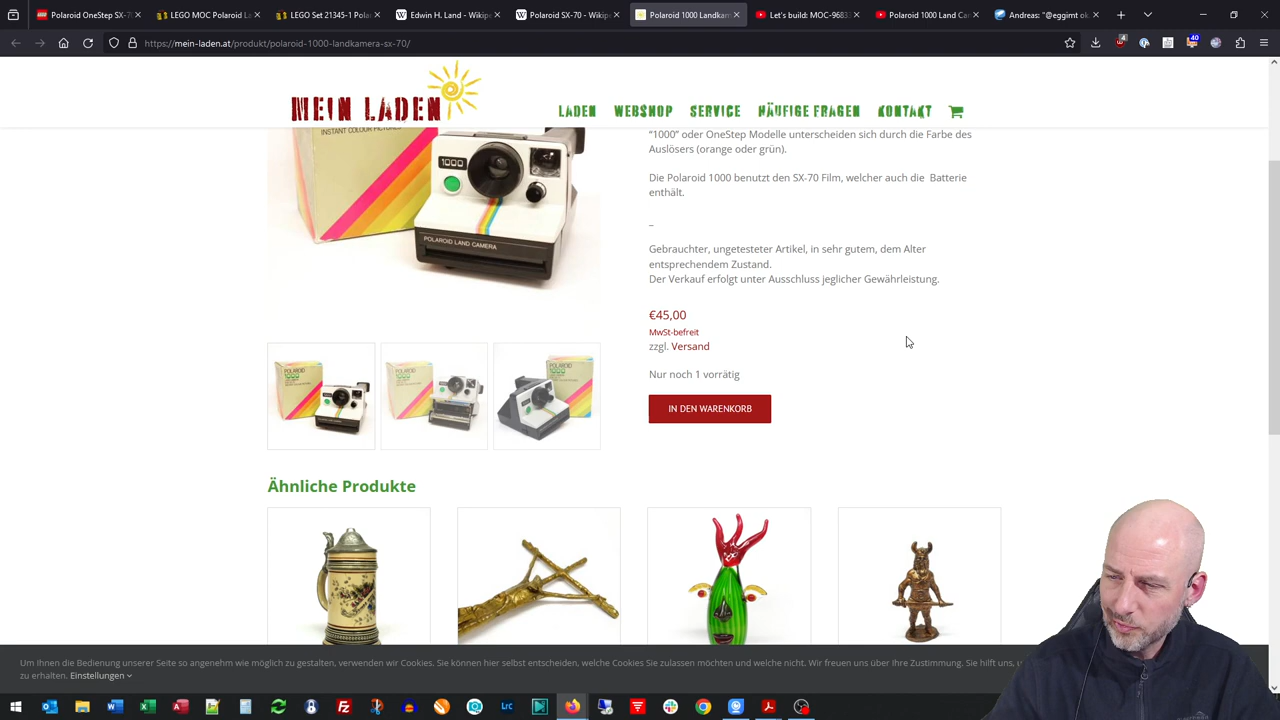 Polaroid OneStep SX-70
LEGO MOC Polaroid La
LEGO Set 21345-1 Pola
Edwin H. Land – Wikipe
Polaroid SX-70 – Wikipe
Polaroid 1000 Landkam
Let's build: MOC-96833
Polaroid 1000 Land Car
Andreas: "@eggint ok
https://mein-laden.at/produkt/polaroid-1000-landkamera-sx-70/
4
40
MEIN LADEN
LADEN
WEBSHOP
SERVICE
HÄUFIGE FRAGEN
KONTAKT
INSTANT COLOUR PICTURES
1000
POLAROID LAND CAMERA
“1000” oder OneStep Modelle unterscheiden sich durch die Farbe des
Auslösers (orange oder grün).
Die Polaroid 1000 benutzt den SX-70 Film, welcher auch die Batterie
enthält.
–
Gebrauchter, ungetesteter Artikel, in sehr gutem, dem Alter
entsprechendem Zustand.
Der Verkauf erfolgt unter Ausschluss jeglicher Gewährleistung.
€45,00
MwSt-befreit
zzgl. Versand
Nur noch 1 vorrätig
IN DEN WARENKORB
Ähnliche Produkte
Um Ihnen die Bedienung unserer Seite so angenehm wie möglich zu gestalten, verwenden wir Cookies. Sie können hier selbst entscheiden, welche Cookies Sie zulassen möchten und welche nicht. Wir freuen uns über Ihre Zustimmung. Sie hilft uns, u
zu erhalten. Einstellungen